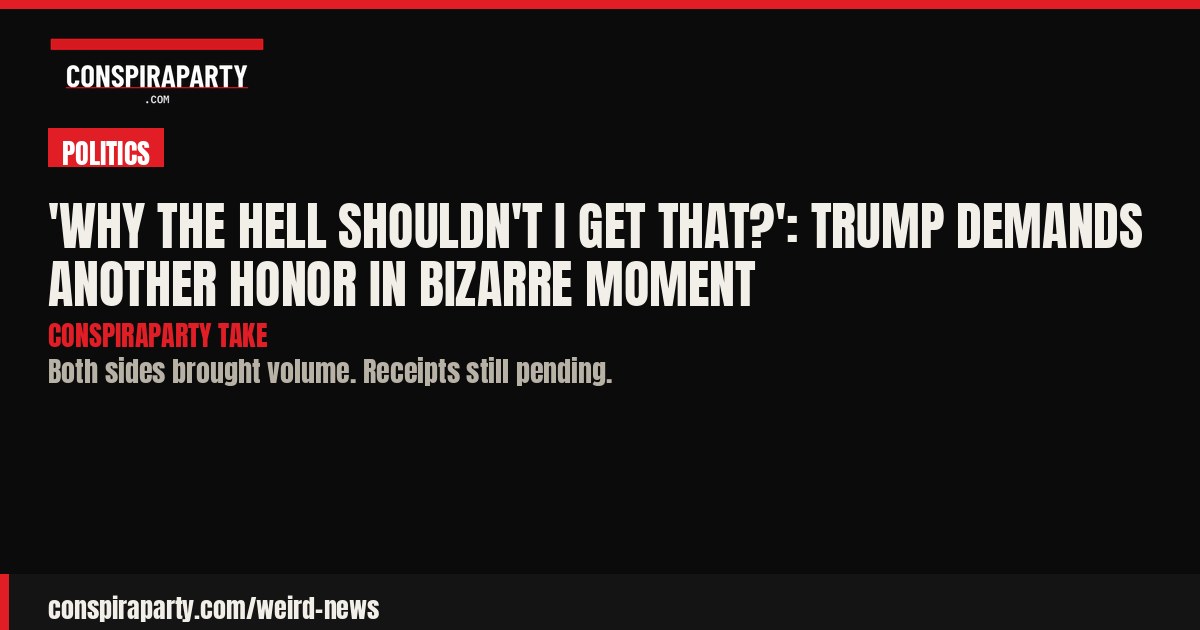 CONSPIRAPARTY
.COM
POLITICS
'WHY THE HELL SHOULDN'T I GET THAT?': TRUMP DEMANDS
ANOTHER HONOR IN BIZARRE MOMENT
CONSPIRAPARTY TAKE
Both sides brought volume. Receipts still pending.
conspiraparty.com/weird-news